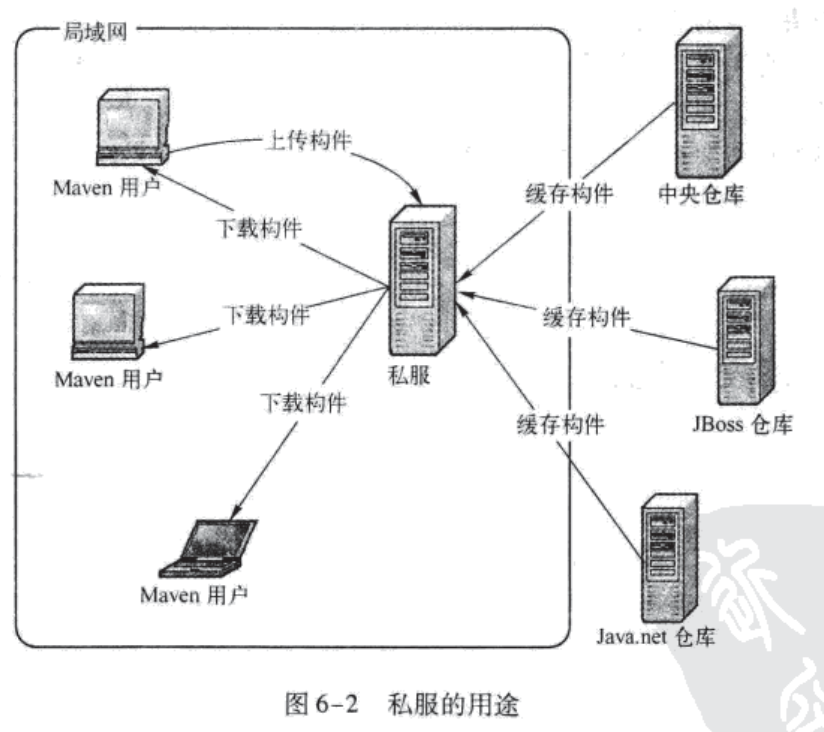 局域网
上传构件
Maven 用户
中央仓库
缓存构件
下载构件
下载构件
缓存构件
Maven 用户
私服
下载构件
缓存构件
JBoss 仓库
Maven 用户
Java.net 仓库
图 6-2 私服的用途